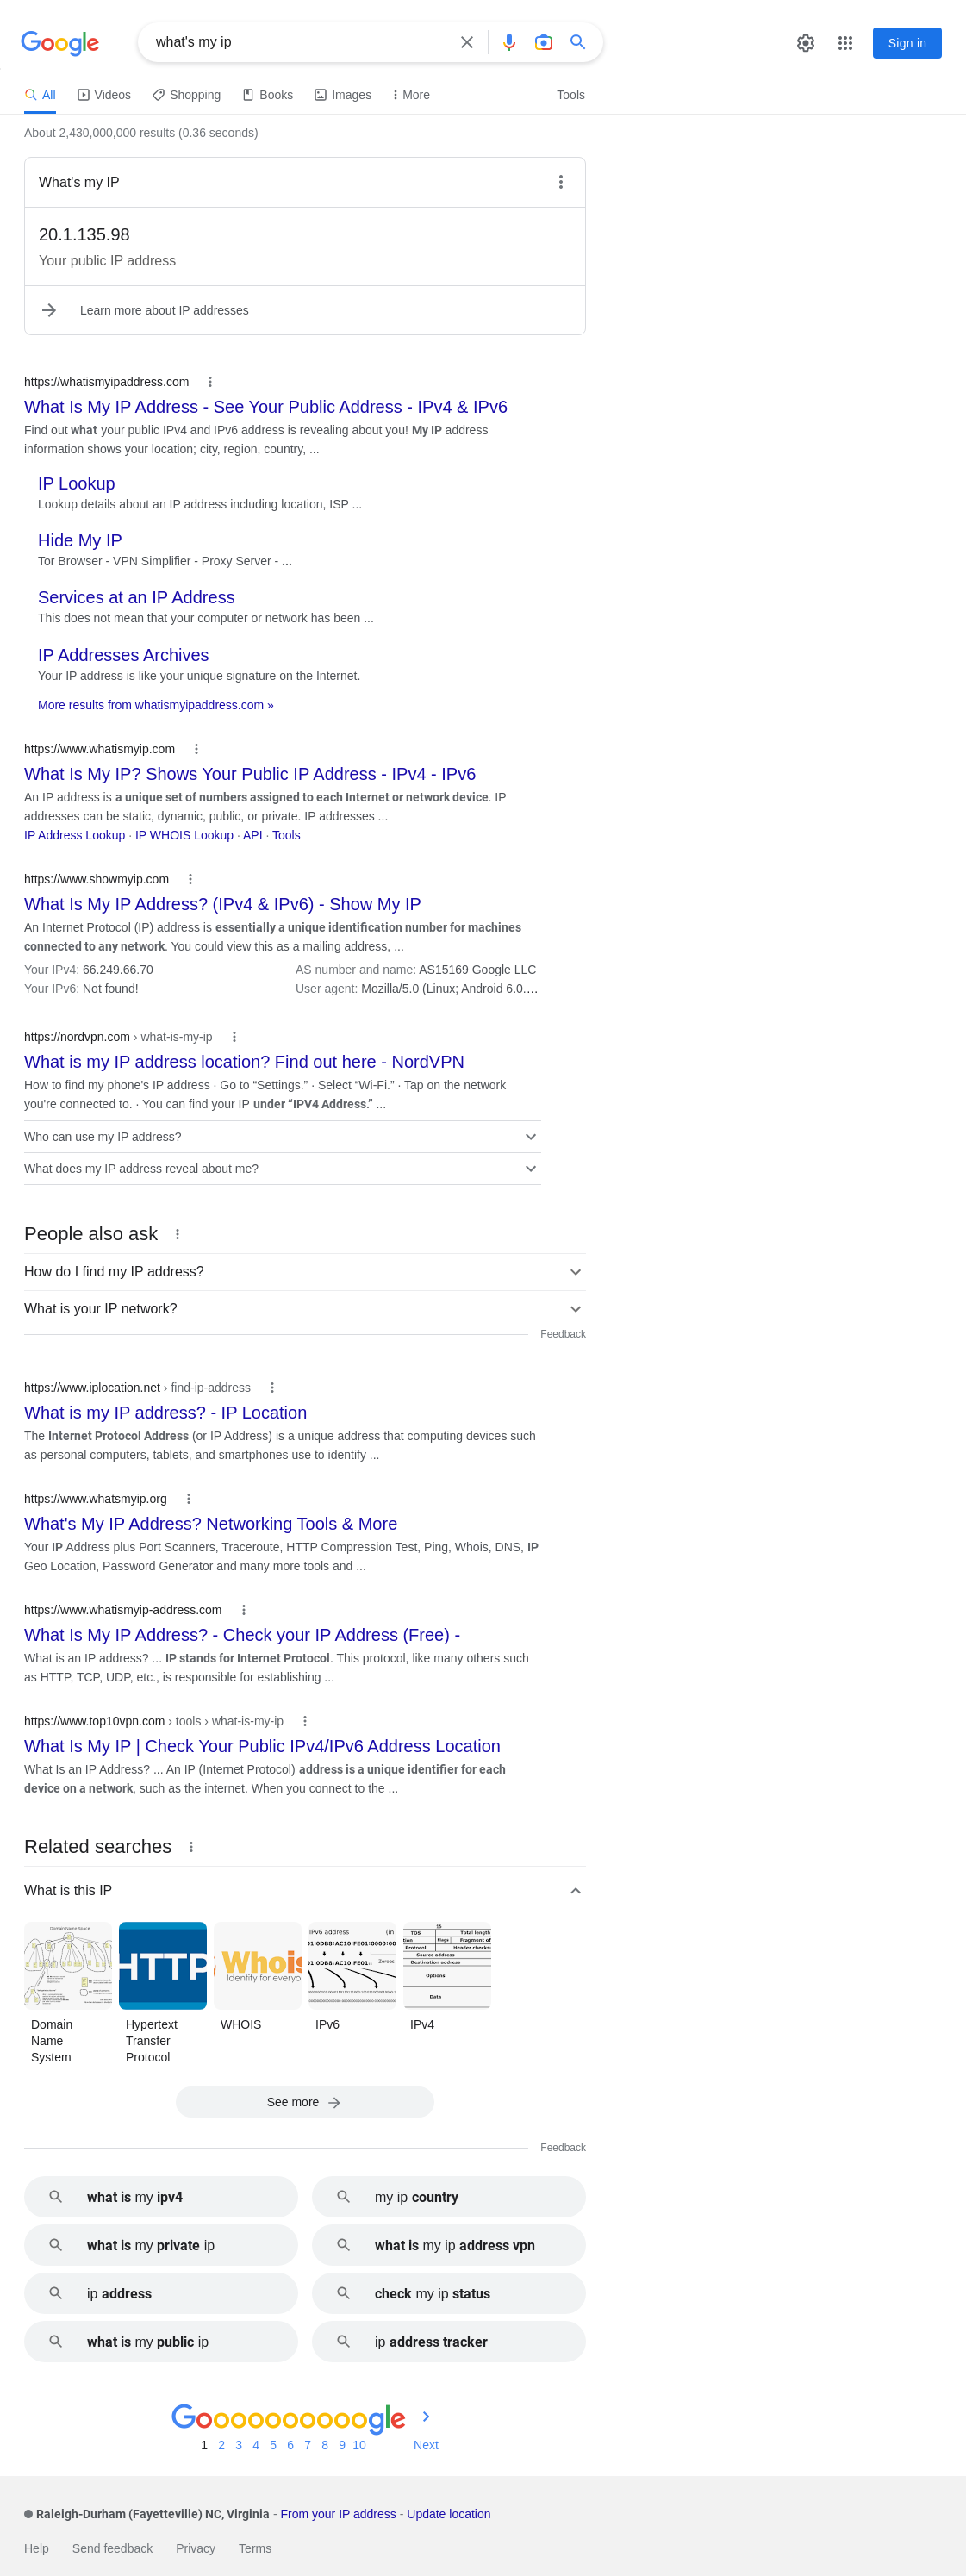 Google
what's my ip
Sign in
All
Videos
Shopping
Books
Images
More
Tools
About 2,430,000,000 results (0.36 seconds)
What's my IP
20.1.135.98
Your public IP address
Learn more about IP addresses
https://whatismyipaddress.com
What Is My IP Address - See Your Public Address - IPv4 & IPv6
Find out what your public IPv4 and IPv6 address is revealing about you! My IP address
information shows your location; city, region, country, ...
IP Lookup
Lookup details about an IP address including location, ISP ...
Hide My IP
Tor Browser - VPN Simplifier - Proxy Server - ...
Services at an IP Address
This does not mean that your computer or network has been ...
IP Addresses Archives
Your IP address is like your unique signature on the Internet.
More results from whatismyipaddress.com »
https://www.whatismyip.com
What Is My IP? Shows Your Public IP Address - IPv4 - IPv6
An IP address is a unique set of numbers assigned to each Internet or network device. IP
addresses can be static, dynamic, public, or private. IP addresses ...
IP Address Lookup · IP WHOIS Lookup · API · Tools
https://www.showmyip.com
What Is My IP Address? (IPv4 & IPv6) - Show My IP
An Internet Protocol (IP) address is essentially a unique identification number for machines
connected to any network. You could view this as a mailing address, ...
Your IPv4: 66.249.66.70
AS number and name: AS15169 Google LLC
Your IPv6: Not found!
User agent: Mozilla/5.0 (Linux; Android 6.0....
https://nordvpn.com › what-is-my-ip
What is my IP address location? Find out here - NordVPN
How to find my phone's IP address · Go to “Settings.” · Select “Wi-Fi.” · Tap on the network
you're connected to. · You can find your IP under “IPV4 Address.” ...
Who can use my IP address?
What does my IP address reveal about me?
People also ask
How do I find my IP address?
What is your IP network?
Feedback
https://www.iplocation.net › find-ip-address
What is my IP address? - IP Location
The Internet Protocol Address (or IP Address) is a unique address that computing devices such
as personal computers, tablets, and smartphones use to identify ...
https://www.whatsmyip.org
What's My IP Address? Networking Tools & More
Your IP Address plus Port Scanners, Traceroute, HTTP Compression Test, Ping, Whois, DNS, IP
Geo Location, Password Generator and many more tools and ...
https://www.whatismyip-address.com
What Is My IP Address? - Check your IP Address (Free) -
What is an IP address? ... IP stands for Internet Protocol. This protocol, like many others such
as HTTP, TCP, UDP, etc., is responsible for establishing ...
https://www.top10vpn.com › tools › what-is-my-ip
What Is My IP | Check Your Public IPv4/IPv6 Address Location
What Is an IP Address? ... An IP (Internet Protocol) address is a unique identifier for each
device on a network, such as the internet. When you connect to the ...
Related searches
What is this IP
Domain Name Space
HTTP
Whois
Identity for everyo
IPv6 address (in
Zeroes
16
TOS Total length
tion Flags Fragment of
Protocol Header checksu
Source address
Destination address
Options
Data
Domain
Name
System
Hypertext
Transfer
Protocol
WHOIS
IPv6
IPv4
See more
Feedback
what is my ipv4
my ip country
what is my private ip
what is my ip address vpn
ip address
check my ip status
what is my public ip
ip address tracker
Goooooooooogle
1 2 3 4 5 6 7 8 9 10
Next
Raleigh-Durham (Fayetteville) NC, Virginia - From your IP address - Update location
Help
Send feedback
Privacy
Terms